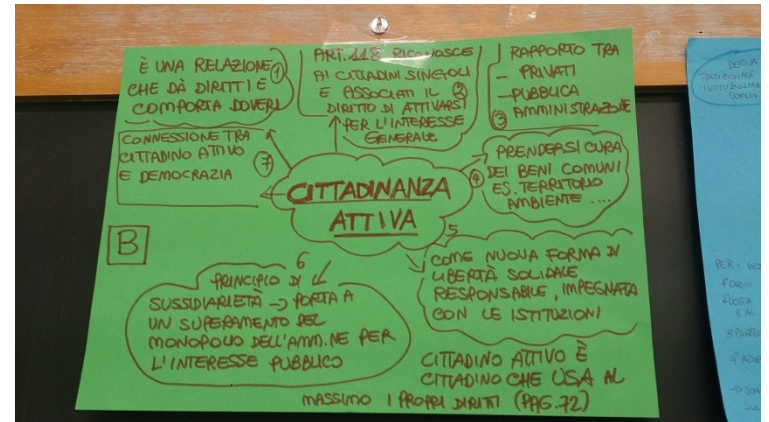 È UNA RELAZIONE 1
CHE DÀ DIRITTI E
COMPORTA DOVERI
ART. 118 RICONOSCE
AI CITTADINI SINGOLI
E ASSOCIATI IL 2
DIRITTO DI ATTIVARSI
PER L'INTERESSE
GENERALE
RAPPORTO TRA
- PRIVATI
- PUBBLICA
3 AMMINISTRAZIONE
CONNESSIONE TRA
CITTADINO ATTIVO 7
E DEMOCRAZIA
CITTADINANZA
ATTIVA
PRENDERSI CURA
4 DEI BENI COMUNI
ES. TERRITORIO
AMBIENTE ....
5
COME NUOVA FORMA DI
LIBERTÀ SOLIDALE
RESPONSABILE, IMPEGNATA
CON LE ISTITUZIONI
B
6
PRINCIPIO DI
SUSSIDIARIETÀ → PORTA A
UN SUPERAMENTO DEL
MONOPOLIO DELL'AMM.NE PER
L'INTERESSE PUBBLICO
CITTADINO ATTIVO È
CITTADINO CHE USA AL
MASSIMO I PROPRI DIRITTI (PAG. 72)
PER